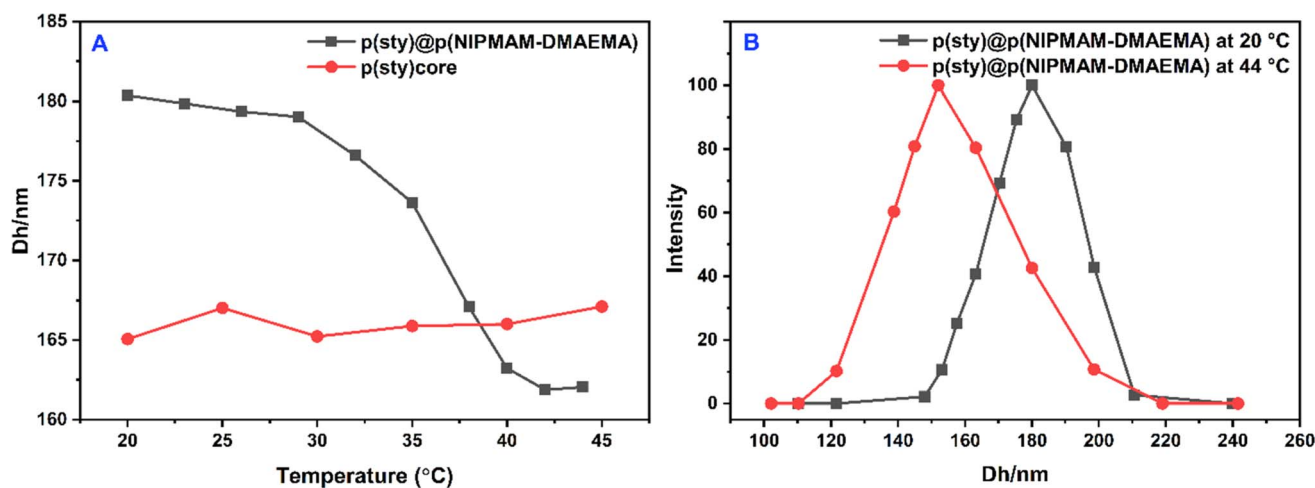 A
p(sty)@p(NIPMAM-DMAEMA)
p(sty)core
185
180
175
170
165
160
Dh/nm
20
25
30
35
40
45
Temperature (°C)
B
p(sty)@p(NIPMAM-DMAEMA) at 20 °C
p(sty)@p(NIPMAM-DMAEMA) at 44 °C
100
80
60
40
20
0
Intensity
100
120
140
160
180
200
220
240
260
Dh/nm